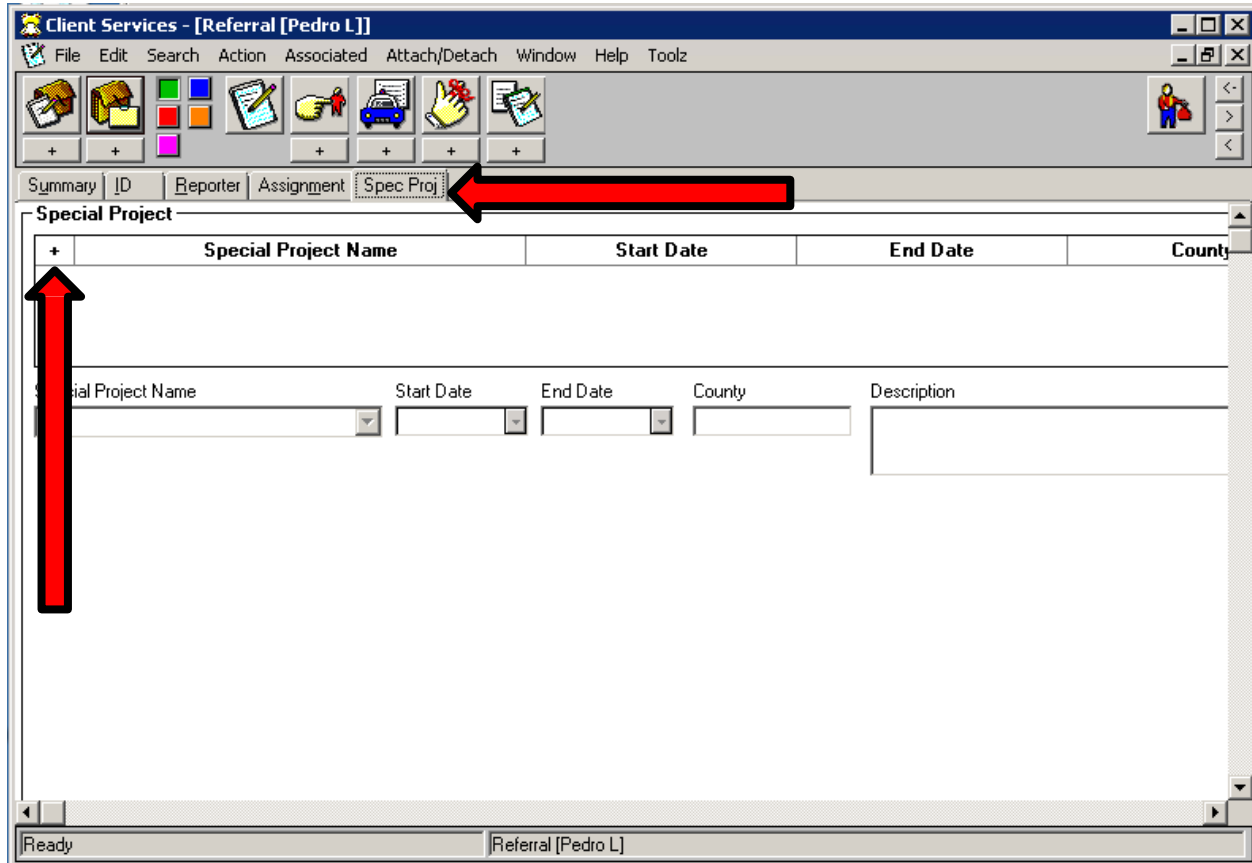 Client Services - [Referral [Pedro L]]
File Edit Search Action Associated Attach/Detach Window Help Toolz
+ + + + + +
<- 
>
<
Summary ID Reporter Assignment Spec Proj
Special Project
+ Special Project Name Start Date End Date County
Special Project Name Start Date End Date County Description
Ready Referral [Pedro L]